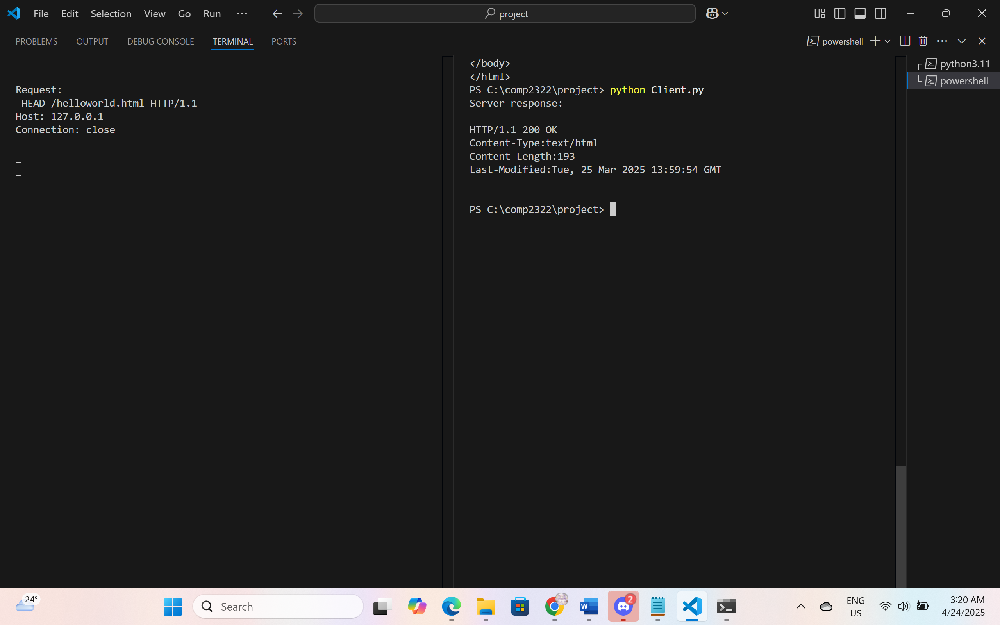 File Edit Selection View Go Run ··· project
PROBLEMS OUTPUT DEBUG CONSOLE TERMINAL PORTS powershell
Request:
HEAD /helloworld.html HTTP/1.1
Host: 127.0.0.1
Connection: close
</body>
</html>
PS C:\comp2322\project> python Client.py
Server response:
HTTP/1.1 200 OK
Content-Type:text/html
Content-Length:193
Last-Modified:Tue, 25 Mar 2025 13:59:54 GMT
PS C:\comp2322\project>
python3.11
powershell
24°
Search
W
2
ENG
US
3:20 AM
4/24/2025